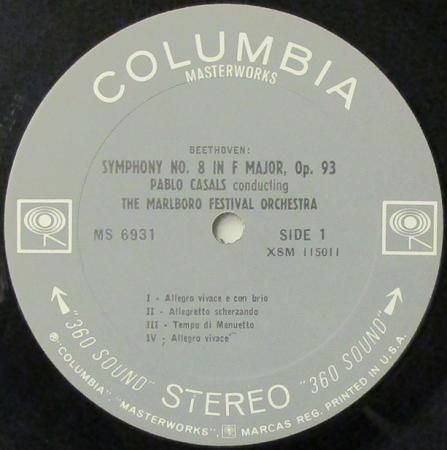 COLUMBIA
MASTERWORKS
BEETHOVEN:
SYMPHONY NO. 8 IN F MAJOR, Op. 93
PABLO CASALS conducting
THE MARLBORO FESTIVAL ORCHESTRA
MS 6931
SIDE 1
XSM 115011
I - Allegro vivace e con brio
II - Allegretto scherzando
III - Tempo di Menuetto
IV - Allegro vivace
"360 SOUND" STEREO "360 SOUND"
℗ "COLUMBIA", "MASTERWORKS", MARCAS REG. PRINTED IN U.S.A.